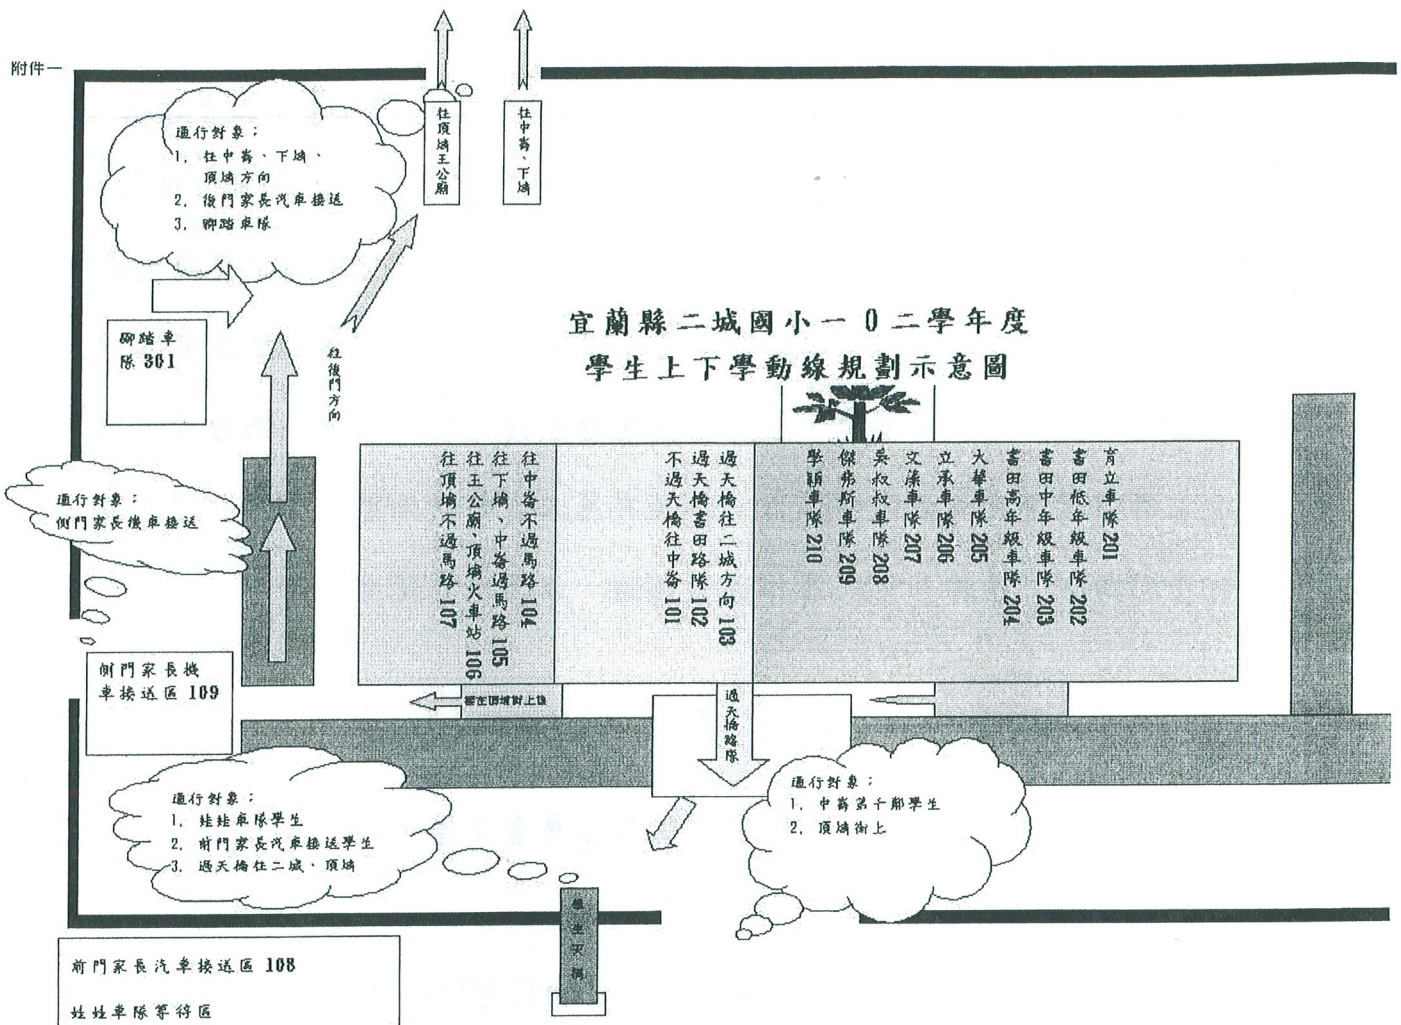 附件一
往頂埔王公廟
往中崙、下埔
通行對象：
1. 往中崙、下埔、
頂埔方向
2. 後門家長汽車接送
3. 腳踏車隊
腳踏車
隊 301
往後門方向
宜蘭縣二城國小一０二學年度
學生上下學動線規劃示意圖
通行對象：
側門家長機車接送
側門家長機
車接送區 109
往頂埔不過馬路 107
往王公廟、頂埔火車站 106
往下埔、中崙過馬路 105
往中崙不過馬路 104
不過天橋往中崙 101
過天橋書田路隊 102
過天橋往二城方向 103
學穎車隊 210
傑弗斯車隊 209
吳叔叔車隊 208
文藻車隊 207
立承車隊 206
大華車隊 205
書田高年級車隊 204
書田中年級車隊 203
書田低年級車隊 202
育立車隊 201
過天橋路隊
通行對象：
1. 娃娃車隊學生
2. 前門家長汽車接送學生
3. 過天橋往二城、頂埔
通行對象：
1. 中崙第十鄰學生
2. 頂埔街上
學生天橋
前門家長汽車接送區 108
娃娃車隊等待區